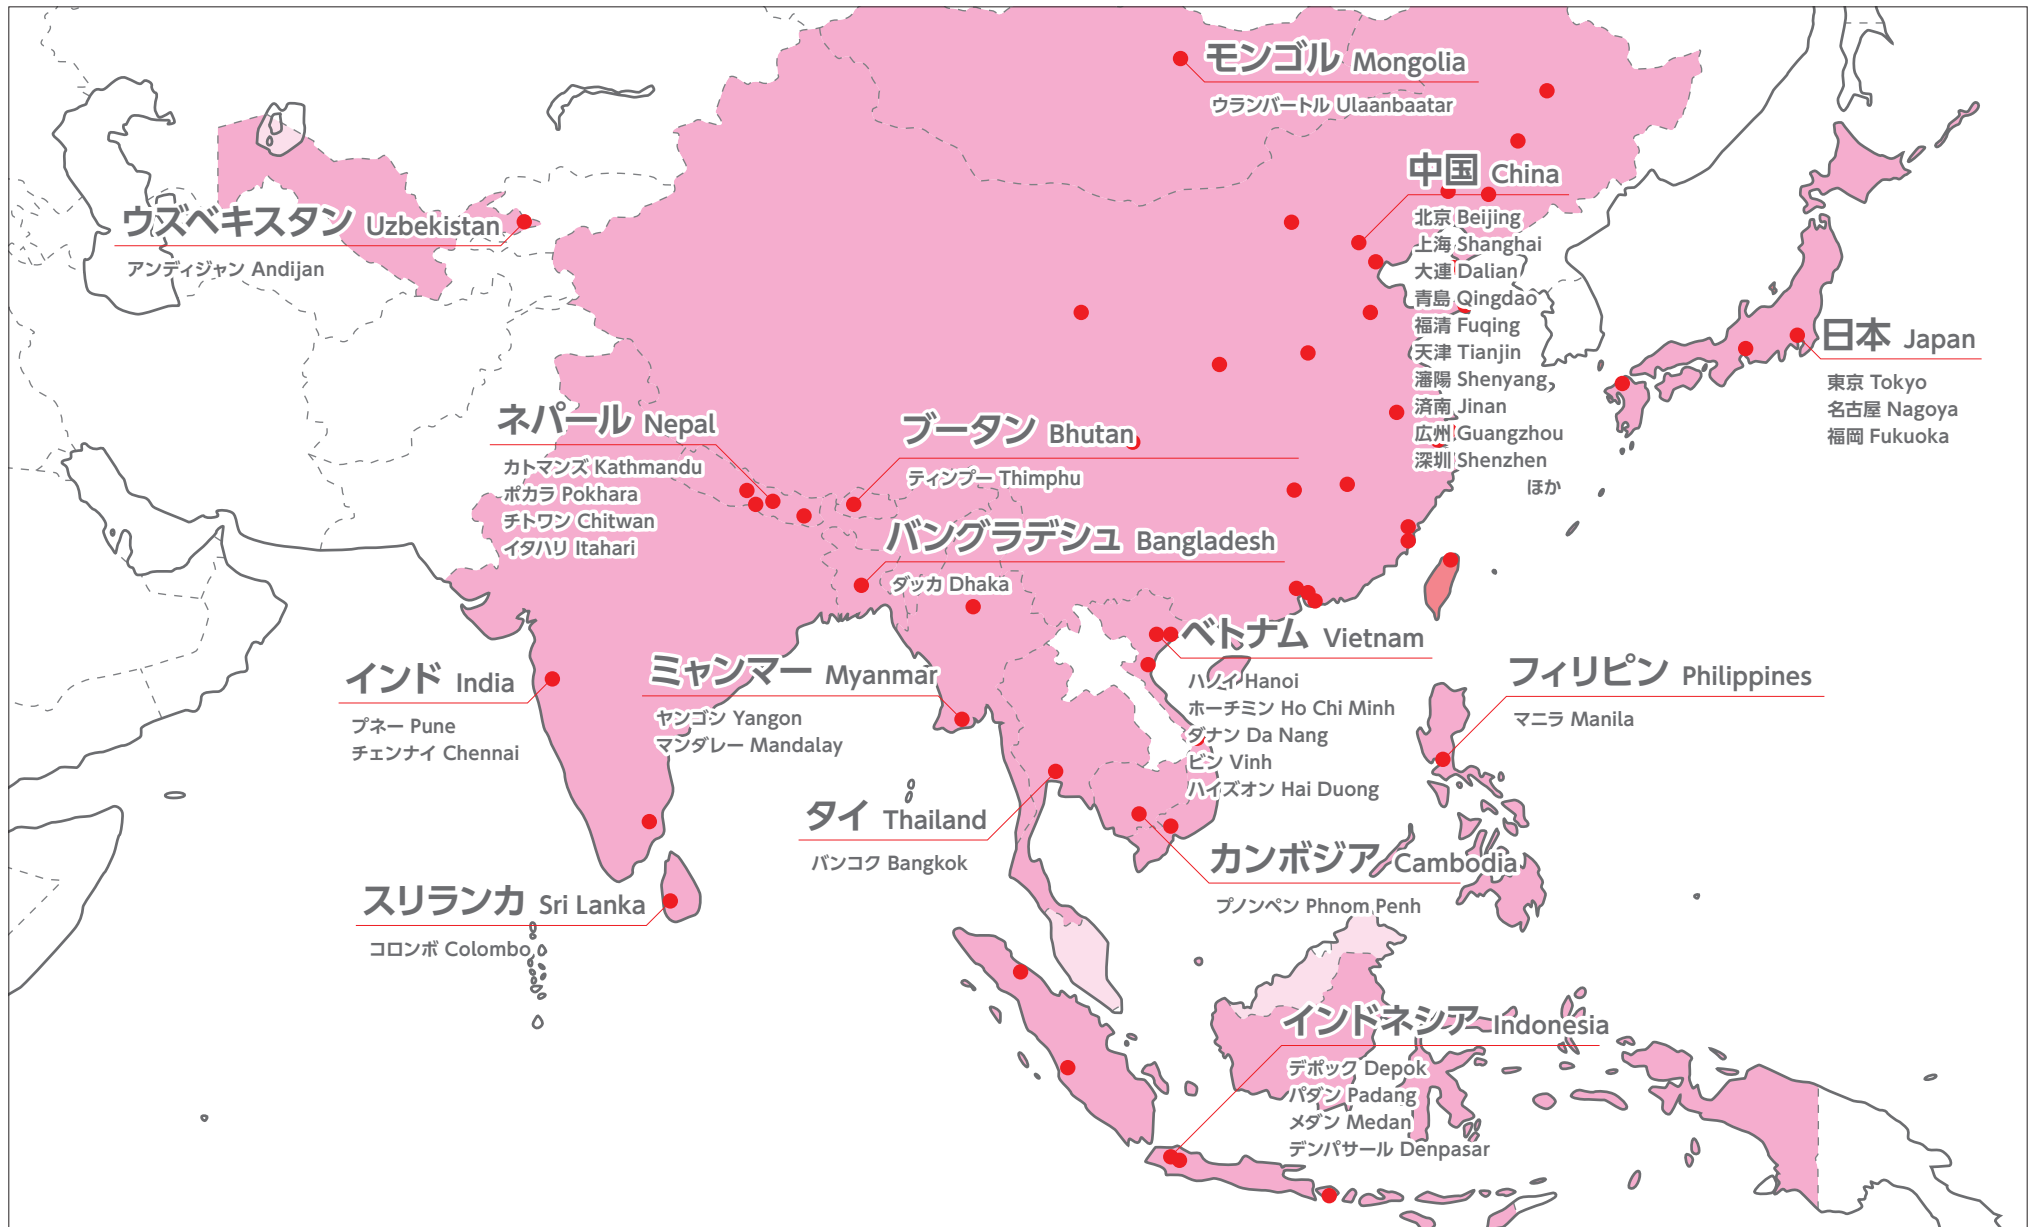 モンゴル Mongolia
ウランバートル Ulaanbaatar
中国 China
北京 Beijing
上海 Shanghai
大連 Dalian
青島 Qingdao
福清 Fuqing
天津 Tianjin
瀋陽 Shenyang
済南 Jinan
広州 Guangzhou
深圳 Shenzhen
ほか
ウズベキスタン Uzbekistan
アンディジャン Andijan
日本 Japan
東京 Tokyo
名古屋 Nagoya
福岡 Fukuoka
ネパール Nepal
カトマンズ Kathmandu
ポカラ Pokhara
チトワン Chitwan
イタハリ Itahari
ブータン Bhutan
ティンプー Thimphu
バングラデシュ Bangladesh
ダッカ Dhaka
ベトナム Vietnam
ハノイ Hanoi
ホーチミン Ho Chi Minh
ダナン Da Nang
ビン Vinh
ハイズオン Hai Duong
インド India
プネー Pune
チェンナイ Chennai
ミャンマー Myanmar
ヤンゴン Yangon
マンダレー Mandalay
フィリピン Philippines
マニラ Manila
タイ Thailand
バンコク Bangkok
カンボジア Cambodia
プノンペン Phnom Penh
スリランカ Sri Lanka
コロンボ Colombo
インドネシア Indonesia
デポック Depok
パダン Padang
メダン Medan
デンパサール Denpasar